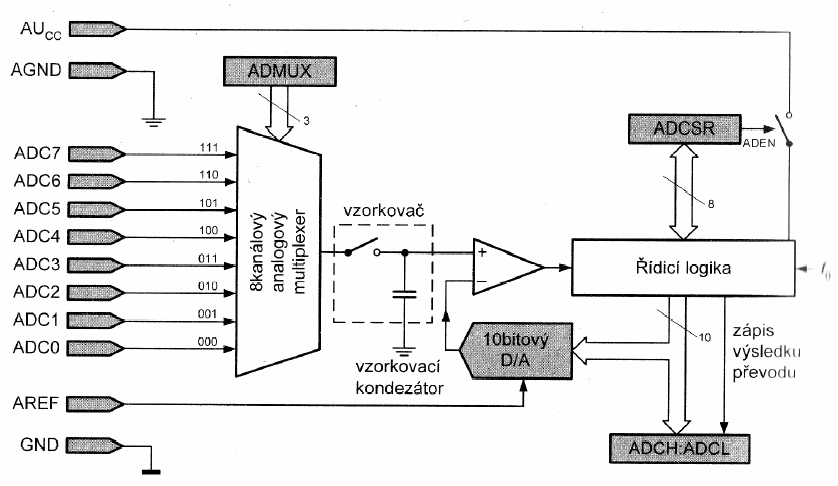 AU_CC
AGND
ADMUX
3
ADCSR
ADEN
8
ADC7 111
ADC6 110
ADC5 101
ADC4 100
ADC3 011
ADC2 010
ADC1 001
ADC0 000
8kanálový
analogový
multiplexer
vzorkovač
+
−
Řídicí logika
10
zápis
výsledku
převodu
10bitový
D/A
vzorkovací
kondezátor
AREF
GND
ADCH:ADCL